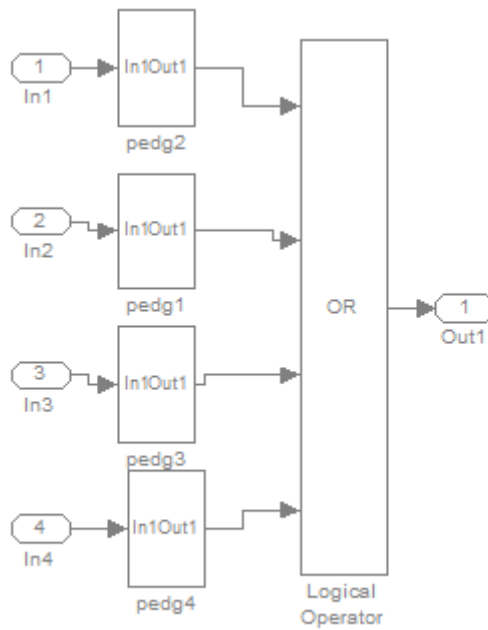 1
In1
In1Out1
pedg2
2
In2
In1Out1
pedg1
3
In3
In1Out1
pedg3
4
In4
In1Out1
pedg4
OR
Logical
Operator
1
Out1